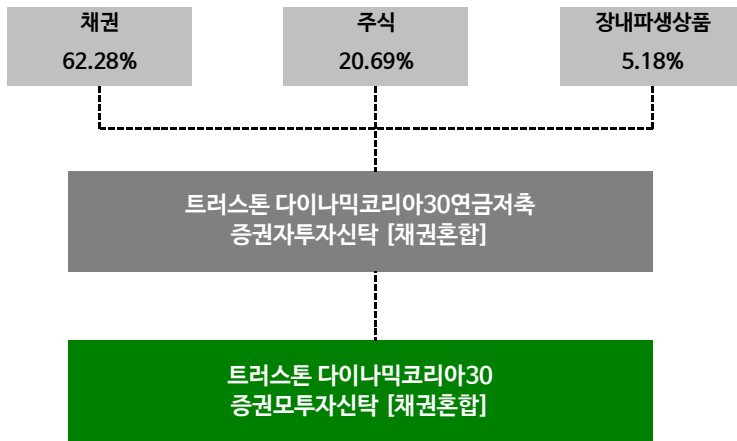 채권
62.28%
주식
20.69%
장내파생상품
5.18%
트러스톤 다이나믹코리아30연금저축
증권자투자신탁 [채권혼합]
트러스톤 다이나믹코리아30
증권모투자신탁 [채권혼합]